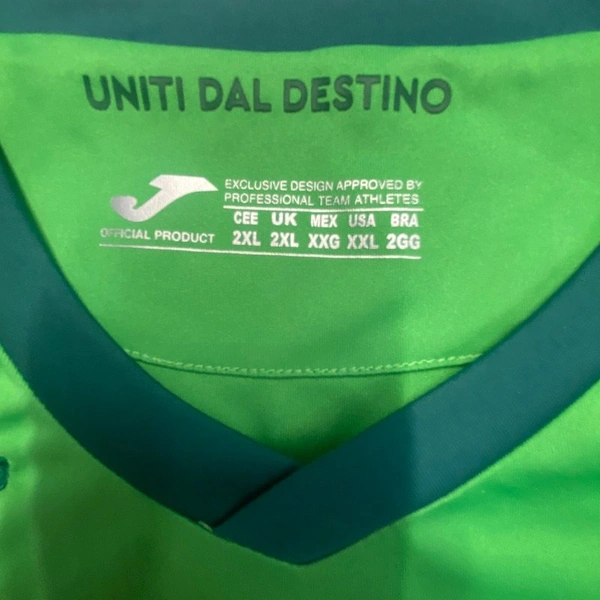 UNITI DAL DESTINO
EXCLUSIVE DESIGN APPROVED BY
PROFESSIONAL TEAM ATHLETES
CEE UK MEX USA BRA
OFFICIAL PRODUCT 2XL 2XL XXG XXL 2GG